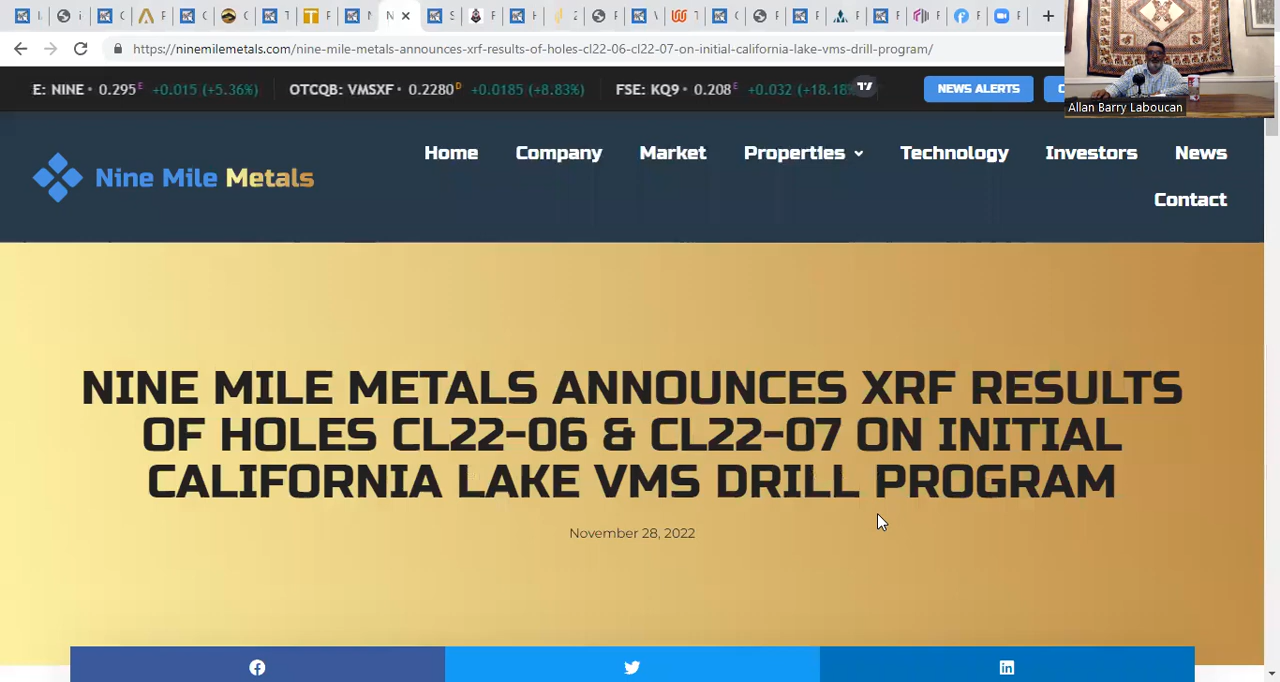 https://ninemilemetals.com/nine-mile-metals-announces-xrf-results-of-holes-cl22-06-cl22-07-on-initial-california-lake-vms-drill-program/
Allan Barry Laboucan
E: NINE • 0.295 E +0.015 (+5.36%) OTCQB: VMSXF • 0.2280 D +0.0185 (+8.83%) FSE: KQ9 • 0.208 E +0.032 (+18.18 NEWS ALERTS
Nine Mile Metals
Home Company Market Properties Technology Investors News
Contact
NINE MILE METALS ANNOUNCES XRF RESULTS
OF HOLES CL22-06 & CL22-07 ON INITIAL
CALIFORNIA LAKE VMS DRILL PROGRAM
November 28, 2022